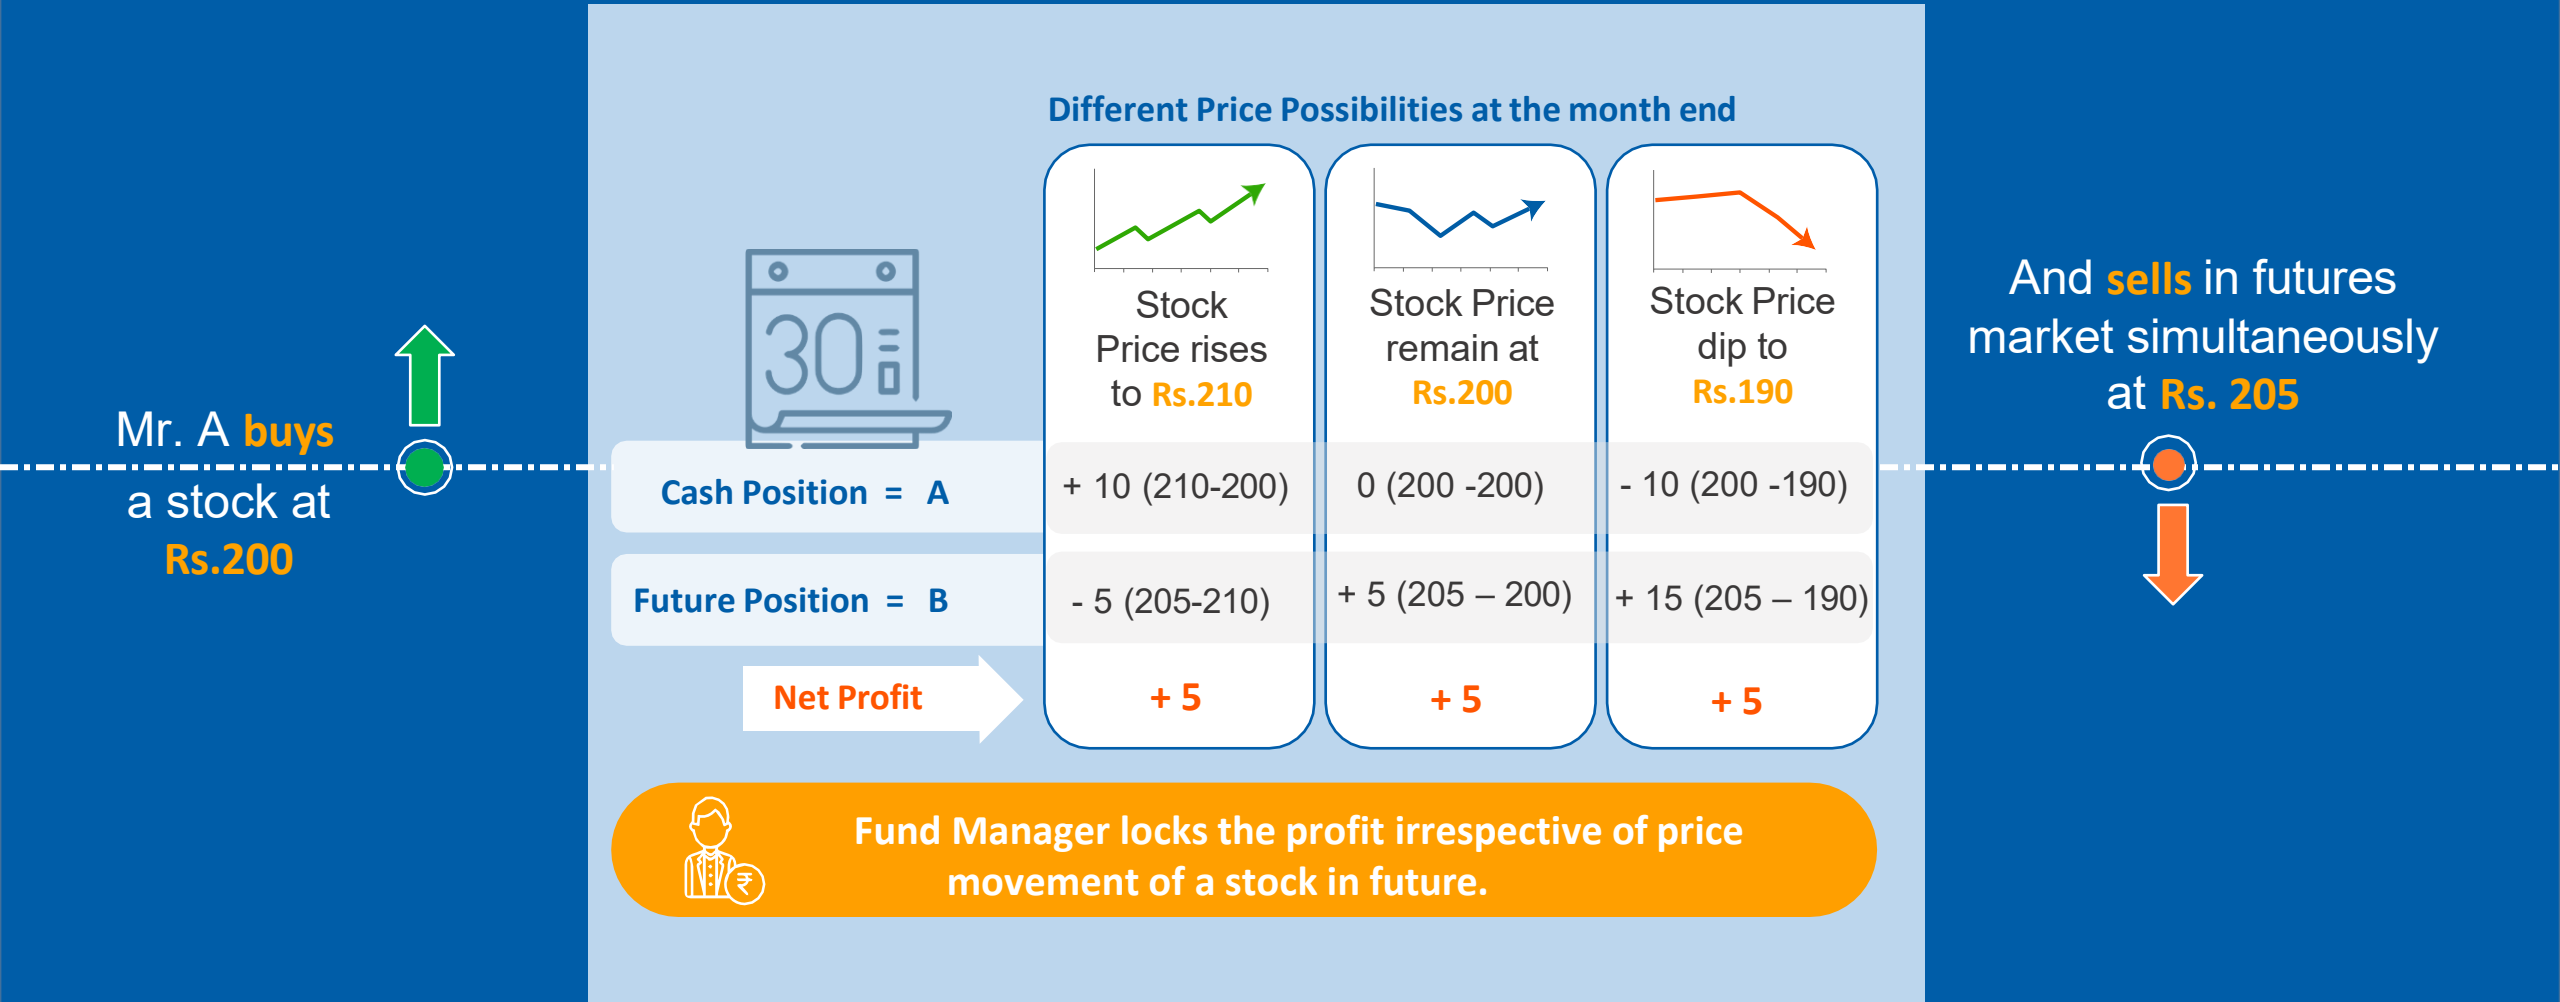 Mr. A buys
a stock at
Rs.200
Different Price Possibilities at the month end
30
Stock
Price rises
to Rs.210
Stock Price
remain at
Rs.200
Stock Price
dip to
Rs.190
Cash Position = A
+ 10 (210-200)
0 (200 -200)
- 10 (200 -190)
Future Position = B
- 5 (205-210)
+ 5 (205 – 200)
+ 15 (205 – 190)
Net Profit
+ 5
+ 5
+ 5
₹
Fund Manager locks the profit irrespective of price
movement of a stock in future.
And sells in futures
market simultaneously
at Rs. 205